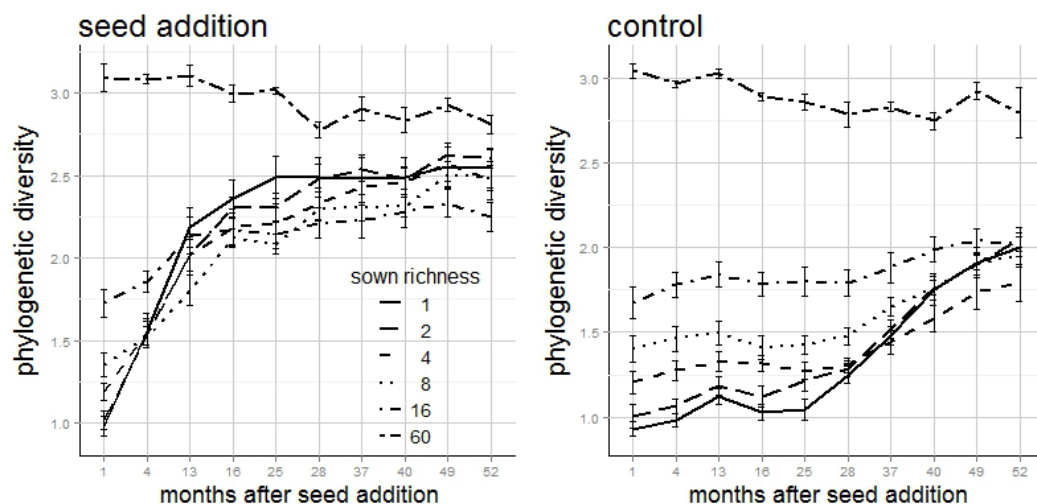 seed addition
phylogenetic diversity
3.0
2.5
2.0
1.5
1.0
sown richness
1
2
4
8
16
60
1 4 13 16 25 28 37 40 49 52
months after seed addition
control
phylogenetic diversity
3.0
2.5
2.0
1.5
1.0
1 4 13 16 25 28 37 40 49 52
months after seed addition